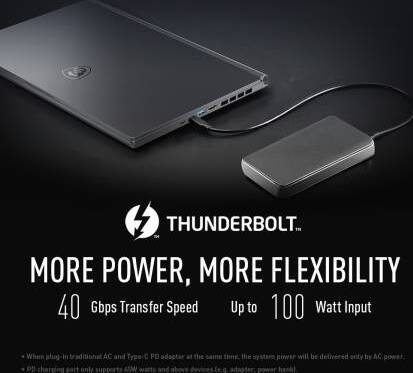 THUNDERBOLT™
MORE POWER, MORE FLEXIBILITY
40 Gbps Transfer Speed Up to 100 Watt Input
• When plug-in traditional AC and Type-C PD adapter at the same time, the system power will be delivered only by AC power.
• PD charging port only supports 65W watts and above devices (e.g. adapter, power bank).